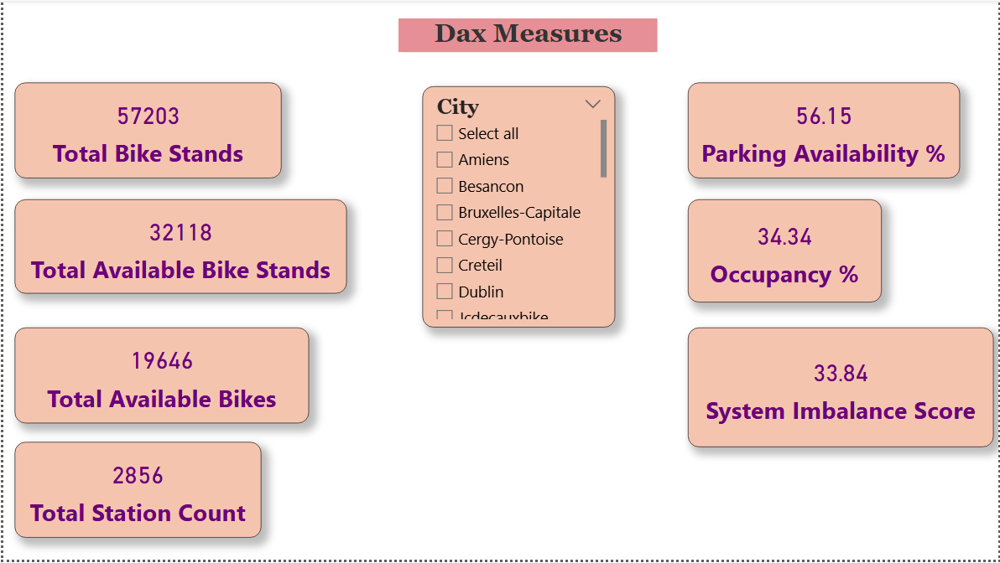 Dax Measures
57203
Total Bike Stands
32118
Total Available Bike Stands
19646
Total Available Bikes
2856
Total Station Count
City
Select all
Amiens
Besancon
Bruxelles-Capitale
Cergy-Pontoise
Creteil
Dublin
Jcdecauxbike
56.15
Parking Availability %
34.34
Occupancy %
33.84
System Imbalance Score